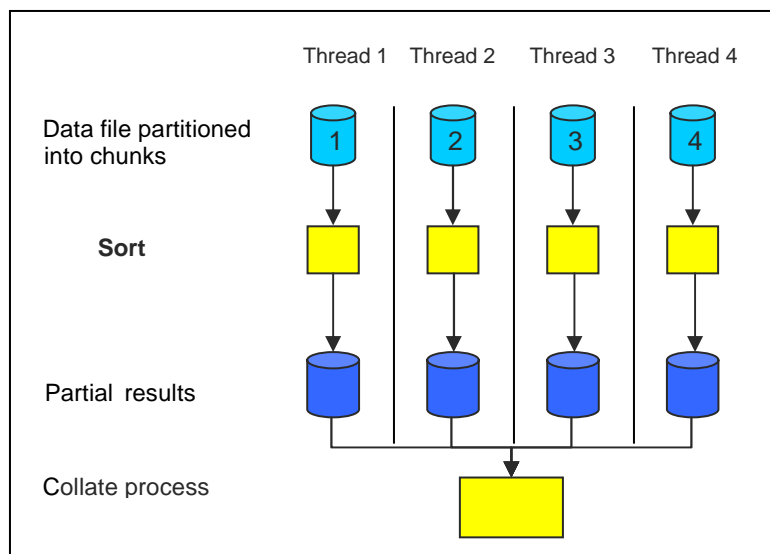 Thread 1 Thread 2 Thread 3 Thread 4
Data file partitioned
into chunks
1 2 3 4
Sort
Partial results
Collate process